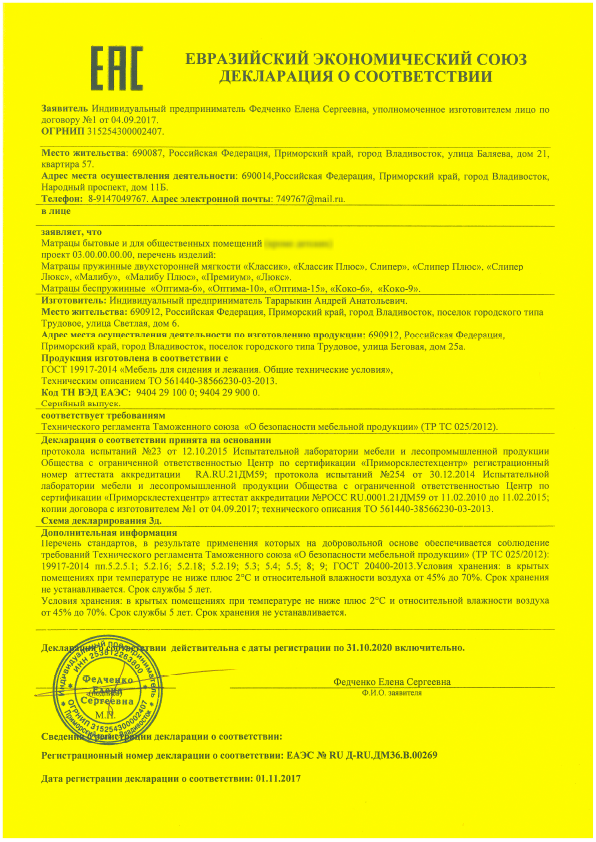 ЕАС
ЕВРАЗИЙСКИЙ ЭКОНОМИЧЕСКИЙ СОЮЗ
ДЕКЛАРАЦИЯ О СООТВЕТСТВИИ
Заявитель Индивидуальный предприниматель Федченко Елена Сергеевна, уполномоченное изготовителем лицо по
договору №1 от 04.09.2017.
ОГРНИП 315254300002407.
Место жительства: 690087, Российская Федерация, Приморский край, город Владивосток, улица Баляева, дом 21,
квартира 57.
Адрес места осуществления деятельности: 690014,Российская Федерация, Приморский край, город Владивосток,
Народный проспект, дом 11Б.
Телефон: 8-9147049767. Адрес электронной почты: 749767@mail.ru.
в лице
заявляет, что
Матрацы бытовые и для общественных помещений
проект 03.00.00.00.00, перечень изделий:
Матрацы пружинные двухсторонней мягкости «Классик», «Классик Плюс», Слипер», «Слипер Плюс», «Слипер
Люкс», «Малибу», «Малибу Плюс», «Премиум», «Люкс».
Матрацы беспружинные «Оптима-6», «Оптима-10», «Оптима-15», «Коко-6», «Коко-9».
Изготовитель: Индивидуальный предприниматель Тарарыкин Андрей Анатольевич.
Место жительства: 690912, Российская Федерация, Приморский край, город Владивосток, поселок городского типа
Трудовое, улица Светлая, дом 6.
Адрес места осуществления деятельности по изготовлению продукции: 690912, Российская Федерация,
Приморский край, город Владивосток, поселок городского типа Трудовое, улица Беговая, дом 25а.
Продукция изготовлена в соответствии с
ГОСТ 19917-2014 «Мебель для сидения и лежания. Общие технические условия»,
Техническим описанием ТО 561440-38566230-03-2013.
Код ТН ВЭД ЕАЭС: 9404 29 100 0; 9404 29 900 0.
Серийный выпуск.
соответствует требованиям
Технического регламента Таможенного союза «О безопасности мебельной продукции» (ТР ТС 025/2012).
Декларация о соответствии принята на основании
протокола испытаний №23 от 12.10.2015 Испытательной лаборатории мебели и лесопромышленной продукции
Общества с ограниченной ответственностью Центр по сертификации «Приморсклестехцентр» регистрационный
номер аттестата аккредитации RA.RU.21ДМ59; протокола испытаний №254 от 30.12.2014 Испытательной
лаборатории мебели и лесопромышленной продукции Общества с ограниченной ответственностью Центр по
сертификации «Приморсклестехцентр» аттестат аккредитации №РОСС RU.0001.21ДМ59 от 11.02.2010 до 11.02.2015;
копии договора с изготовителем №1 от 04.09.2017; технического описания ТО 561440-38566230-03-2013.
Схема декларирования 3д.
Дополнительная информация
Перечень стандартов, в результате применения которых на добровольной основе обеспечивается соблюдение
требований Технического регламента Таможенного союза «О безопасности мебельной продукции» (ТР ТС 025/2012):
19917-2014 пп.5.2.5.1; 5.2.16; 5.2.18; 5.2.19; 5.3; 5.4; 5.5; 8; 9; ГОСТ 20400-2013.Условия хранения: в крытых
помещениях при температуре не ниже плюс 2°С и относительной влажности воздуха от 45% до 70%. Срок хранения
не устанавливается. Срок службы 5 лет.
Условия хранения: в крытых помещениях при температуре не ниже плюс 2°С и относительной влажности воздуха
от 45% до 70%. Срок службы 5 лет. Срок хранения не устанавливается.
Декларация о соответствии действительна с даты регистрации по 31.10.2020 включительно.
Индивидуальный предприниматель
ИНН 253812263800
Федченко
Елена
Сергеевна
(подпись)
М.П.
ОГРНИП 315254300002407
Приморский край г. Владивосток
Федченко Елена Сергеевна
Ф.И.О. заявителя
Сведения о регистрации декларации о соответствии:
Регистрационный номер декларации о соответствии: ЕАЭС № RU Д-RU.ДМ36.В.00269
Дата регистрации декларации о соответствии: 01.11.2017